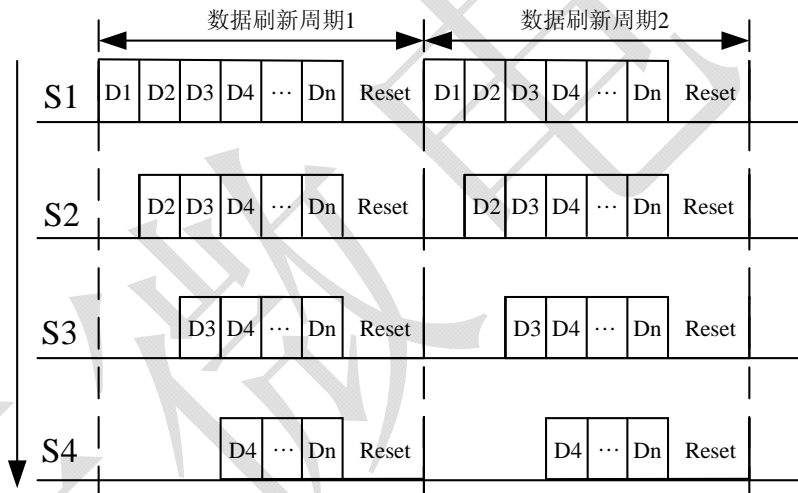 数据刷新周期1 数据刷新周期2
S1 D1 D2 D3 D4 ⋯ Dn Reset D1 D2 D3 D4 ⋯ Dn Reset
S2 D2 D3 D4 ⋯ Dn Reset D2 D3 D4 ⋯ Dn Reset
S3 D3 D4 ⋯ Dn Reset D3 D4 ⋯ Dn Reset
S4 D4 ⋯ Dn Reset D4 ⋯ Dn Reset
微电